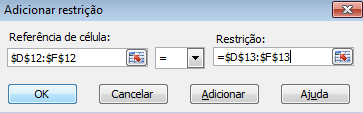 Adicionar restrição
Referência de célula: Restrição:
$D$12:$F$12 = =$D$13:$F$13
OK Cancelar Adicionar Ajuda